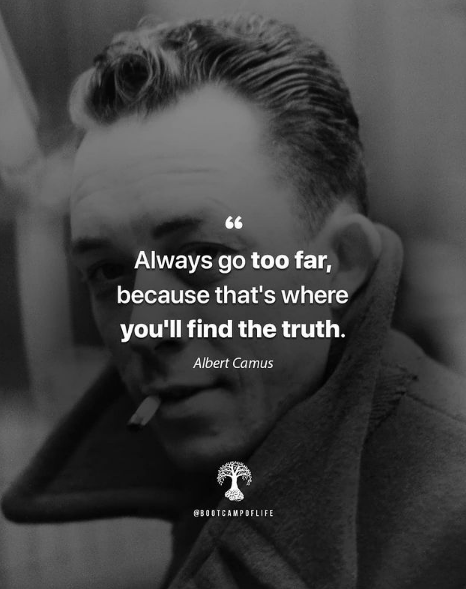 “
Always go too far,
because that's where
you'll find the truth.
Albert Camus
@BOOTCAMPOFLIFE